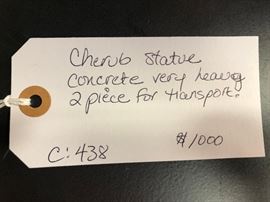 Cherub Statue
concrete very heavy
2 piece for transport.
C: 438
$1000